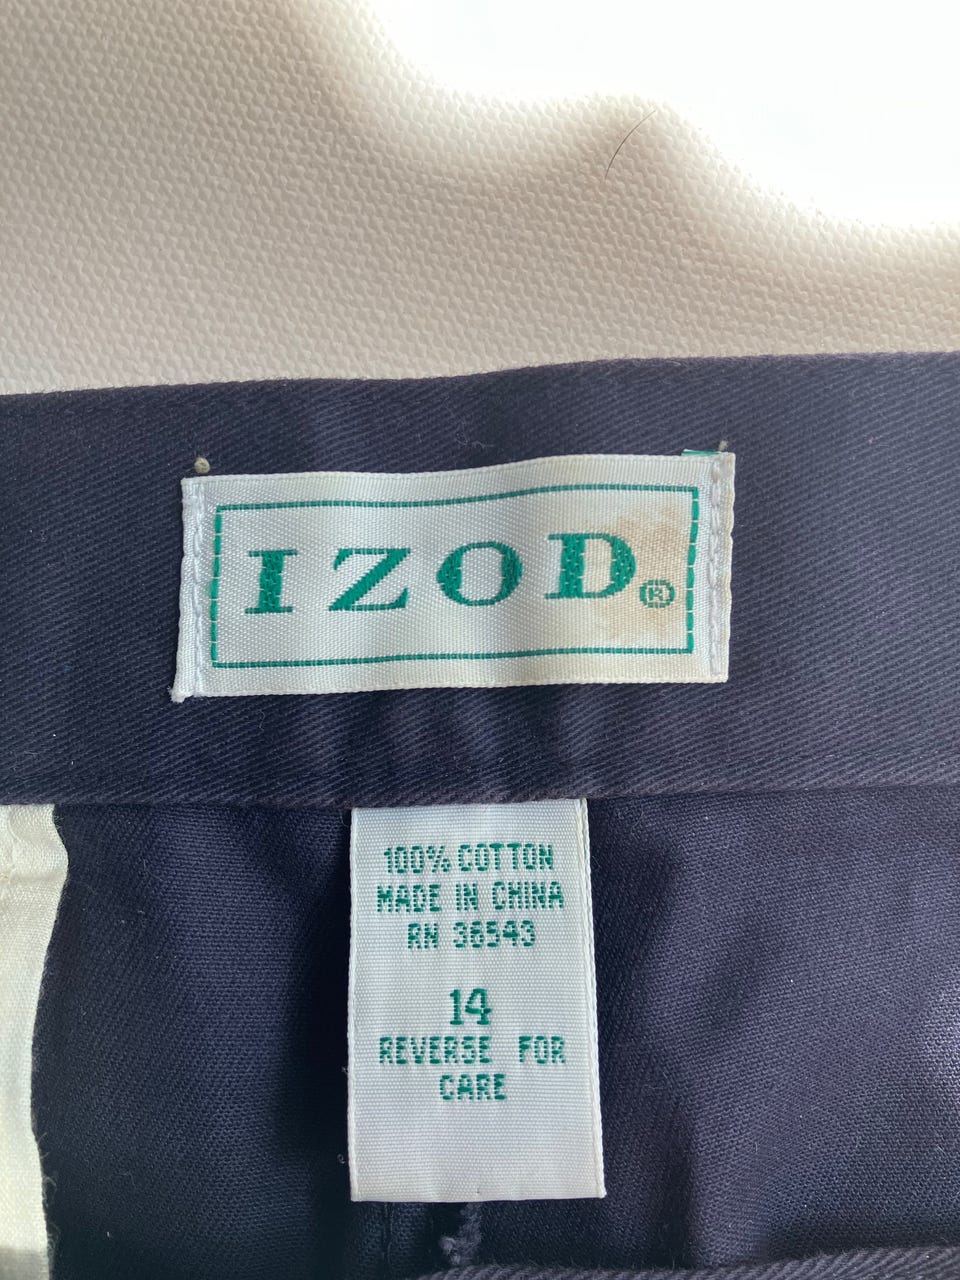 IZOD®
100% COTTON
MADE IN CHINA
RN 36543
14
REVERSE FOR
CARE